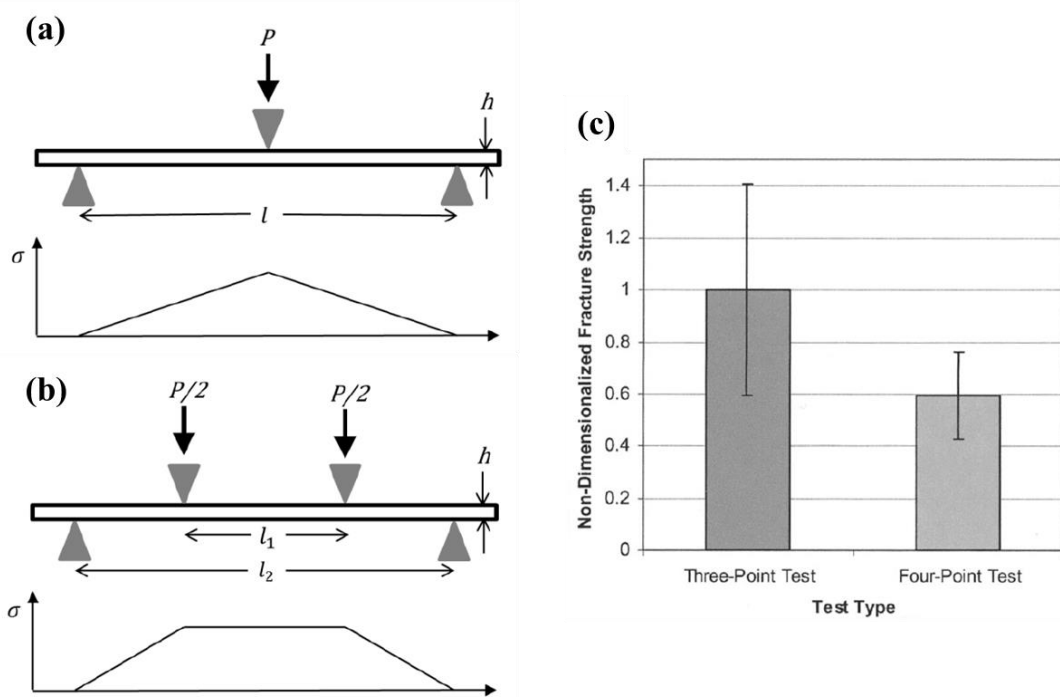 (a)
P
h
l
σ
(b)
P/2
P/2
h
l₁
l₂
σ
(c)
Non-Dimensionalized Fracture Strength
1.4
1.2
1
0.8
0.6
0.4
0.2
0
Three-Point Test
Four-Point Test
Test Type